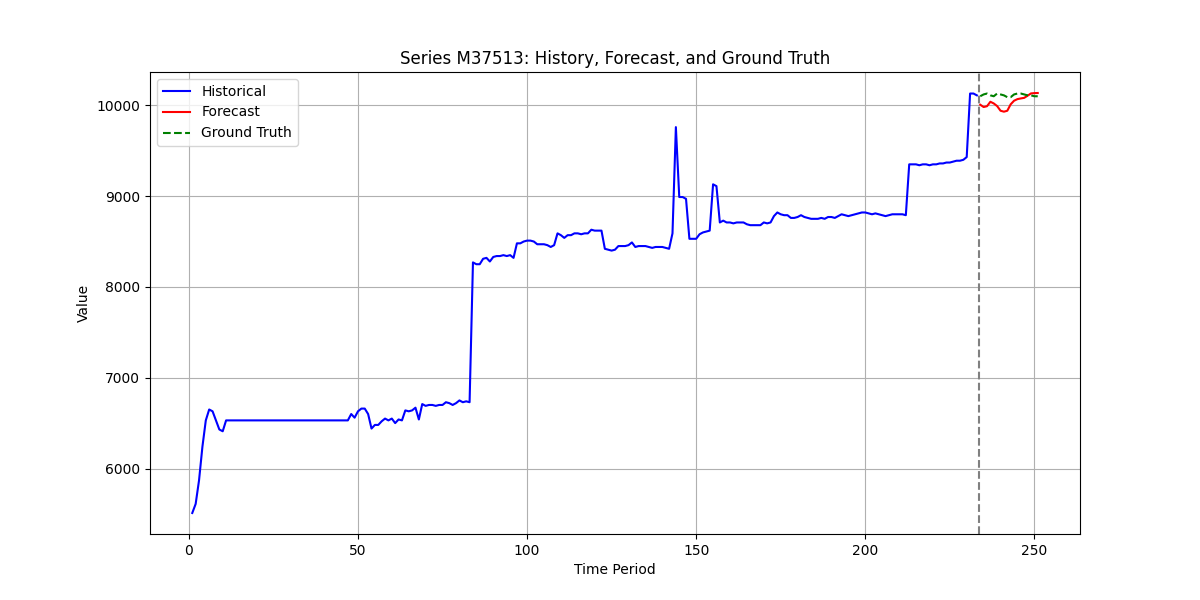 Series M37513: History, Forecast, and Ground Truth
Historical
Forecast
Ground Truth
10000
9000
8000
7000
6000
Value
0 50 100 150 200 250
Time Period